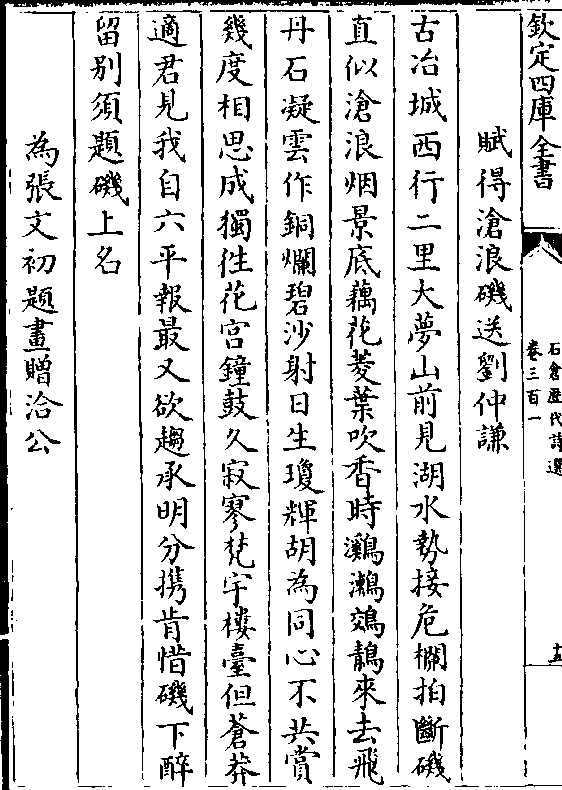 欽定四庫全書
石倉歴代詩選
卷三百一
十五
賦得滄浪磯送劉仲謙
古冶城西行二里大夢山前見湖水勢接危欄拍斷磯
直似滄浪烟景底藕花菱葉吹香時鸂鷘鵁鶄來去飛
丹石凝雲作銅爛碧沙射日生瓊輝胡為同心不共賞
幾度相思成獨徃花宫鐘鼓久寂寥梵宇樓臺但蒼莽
適君見我自六平報最又欲趨承明分携肯惜磯下醉
留别須題磯上名
為張文初題畫贈洽公